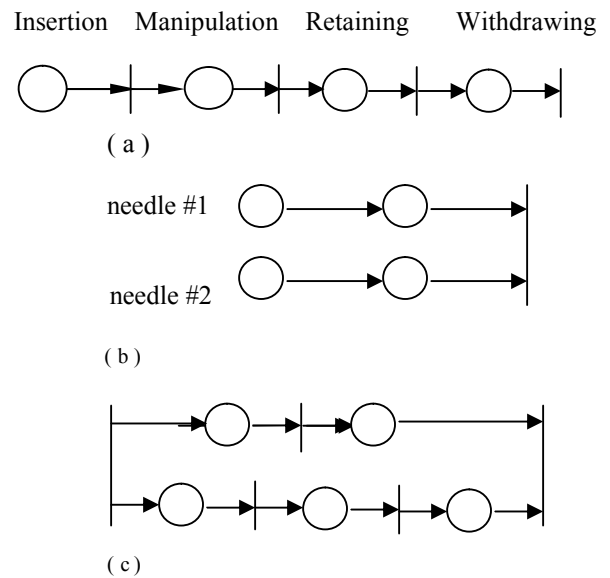 Insertion Manipulation Retaining Withdrawing
( a )
needle #1
needle #2
( b )
( c )